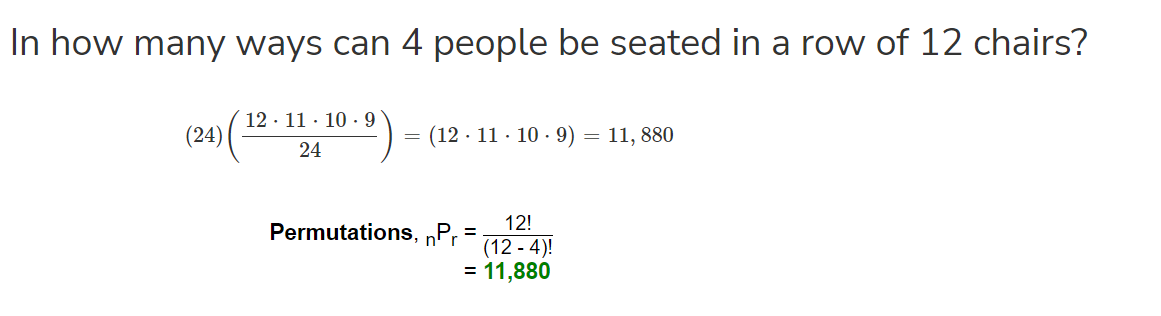 In how many ways can 4 people be seated in a row of 12 chairs?
(24)(12 · 11 · 10 · 9 / 24) = (12 · 11 · 10 · 9) = 11, 880
Permutations, nPr = 12! / (12 - 4)!
= 11,880